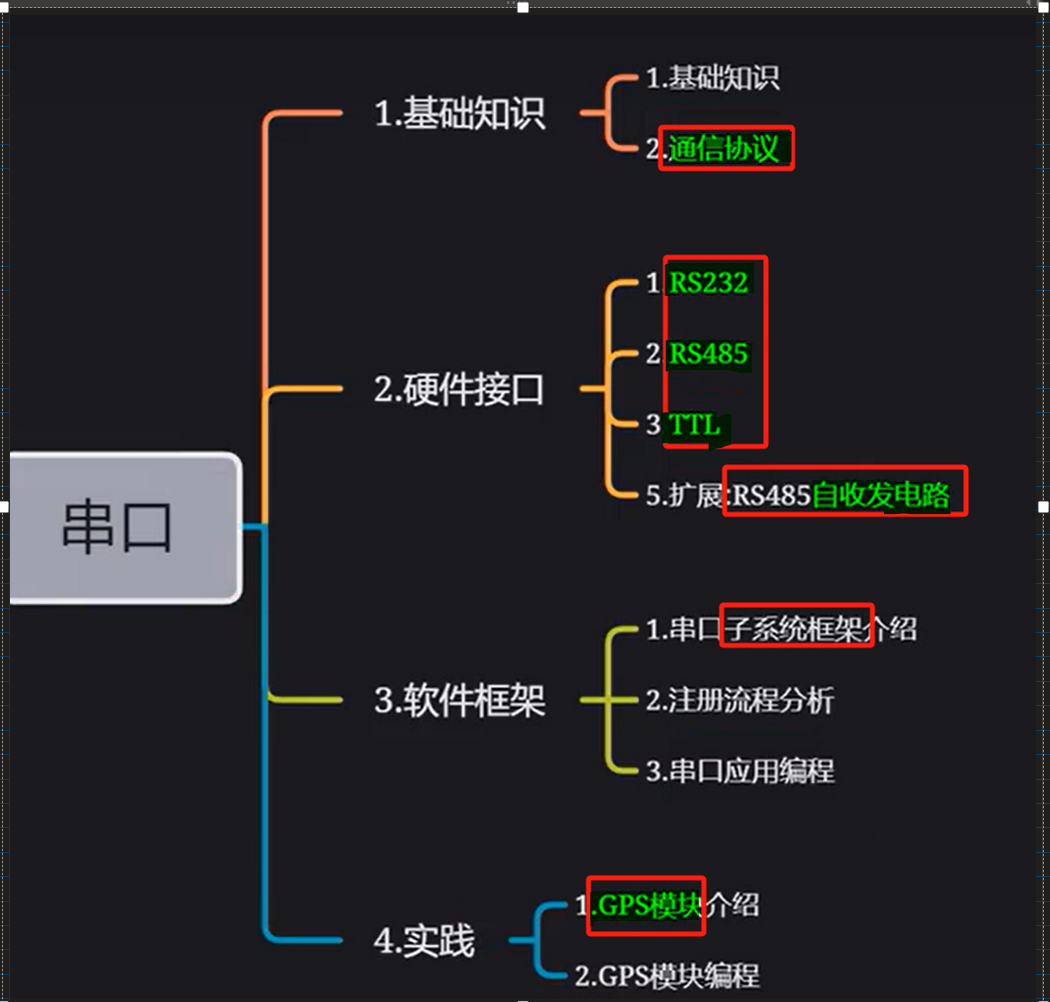 串口
1.基础知识
1.基础知识
2.通信协议
2.硬件接口
1.RS232
2.RS485
3.TTL
5.扩展:RS485自收发电路
3.软件框架
1.串口子系统框架介绍
2.注册流程分析
3.串口应用编程
4.实践
1.GPS模块介绍
2.GPS模块编程